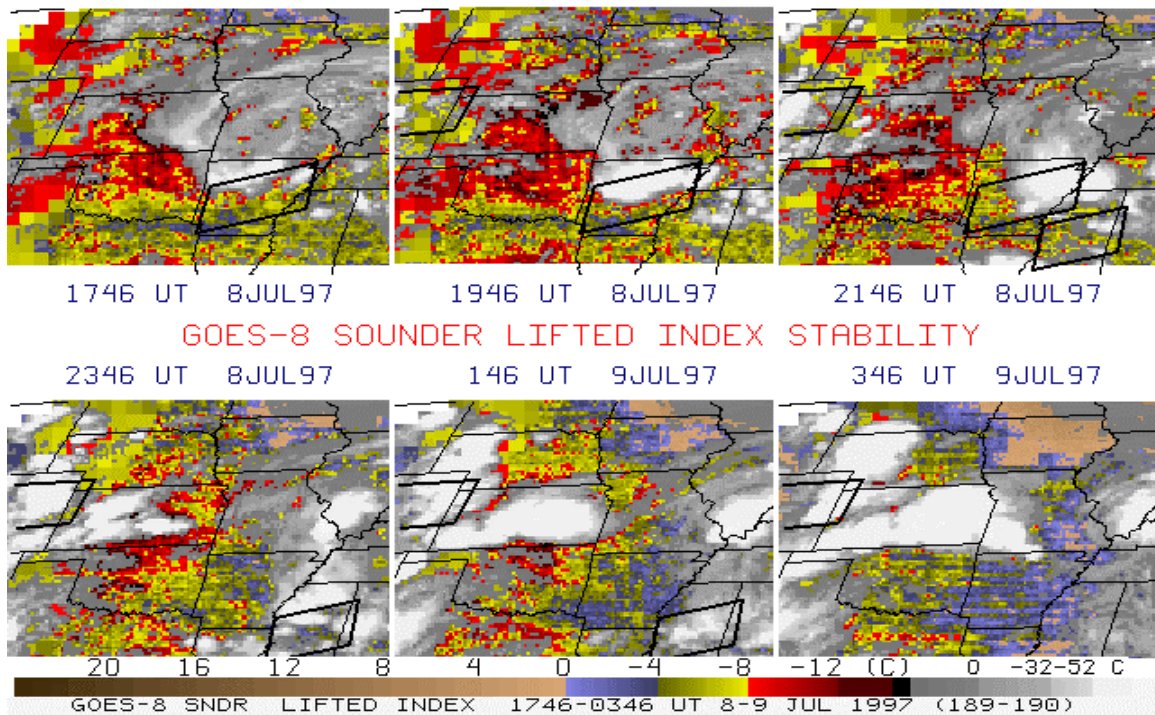 1746 UT 8JUL97 1946 UT 8JUL97 2146 UT 8JUL97
GOES-8 SOUNDER LIFTED INDEX STABILITY
2346 UT 8JUL97 146 UT 9JUL97 346 UT 9JUL97
20 16 12 8 4 0 -4 -8 -12 (C) 0 -32-52 C
GOES-8 SNDR LIFTED INDEX 1746-0346 UT 8-9 JUL 1997 (189-190)